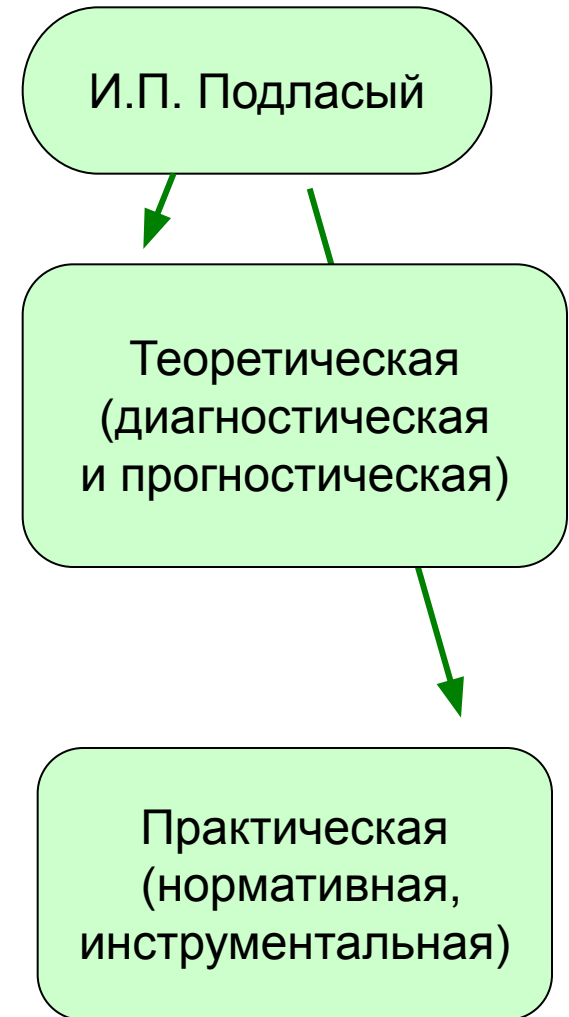 И.П. Подласый
Теоретическая
(диагностическая
и прогностическая)
Практическая
(нормативная,
инструментальная)